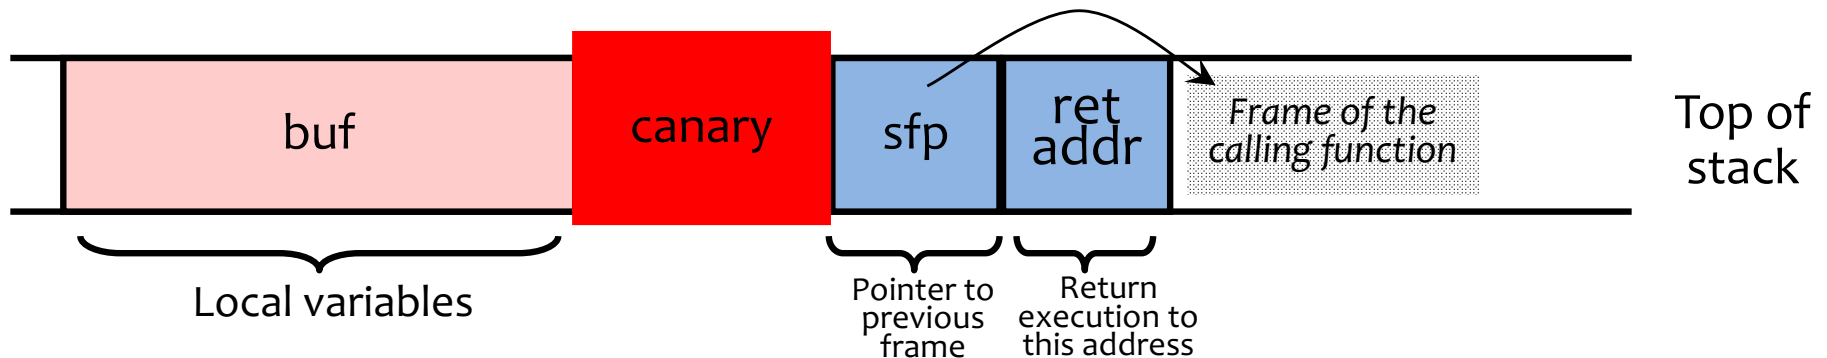 buf
canary
sfp
ret
addr
Frame of the
calling function
Top of
stack
Local variables
Pointer to
previous
frame
Return
execution to
this address